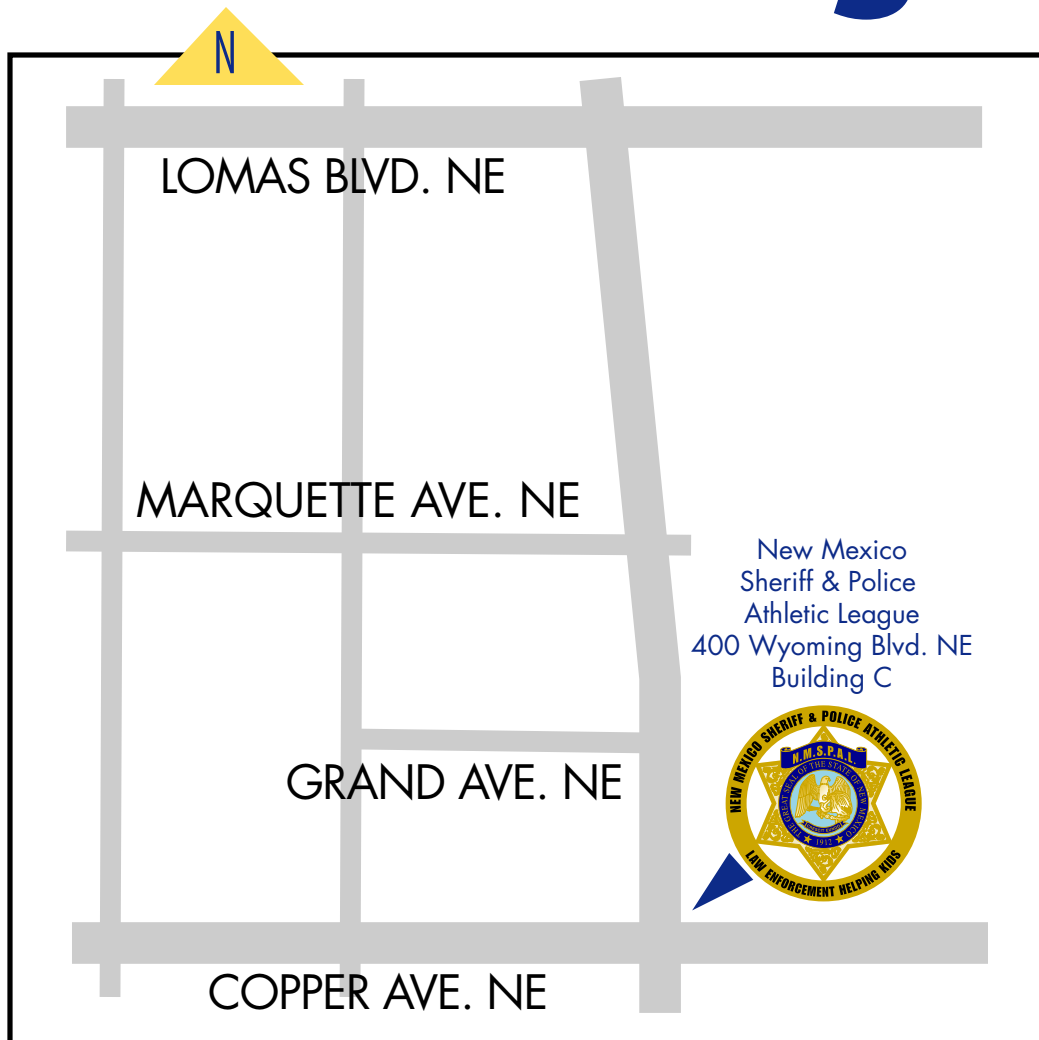 N
LOMAS BLVD. NE
MARQUETTE AVE. NE
New Mexico
Sheriff & Police
Athletic League
400 Wyoming Blvd. NE
Building C
NEW MEXICO SHERIFF & POLICE ATHLETIC LEAGUE
N.M.S.P.A.L.
THE GREAT SEAL OF THE STATE OF NEW MEXICO
1912
LAW ENFORCEMENT HELPING KIDS
GRAND AVE. NE
COPPER AVE. NE